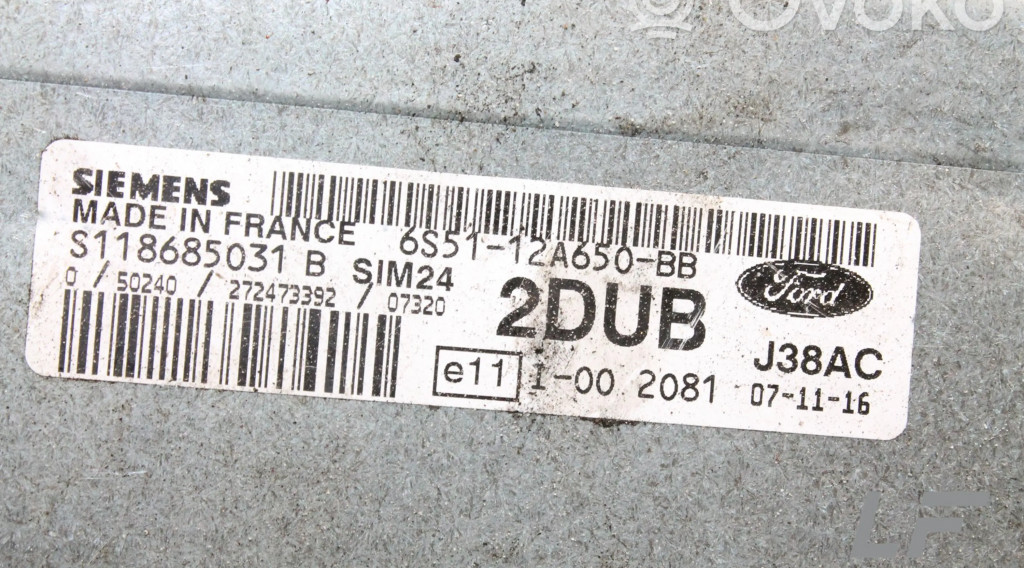 Ovoko
SIEMENS
MADE IN FRANCE
6S51-12A650-BB
S118685031 B SIM24
0 / 50240 / 272473392 / 07320
2DUB
Ford
J38AC
e11 I-00 2081 07-11-16
LF